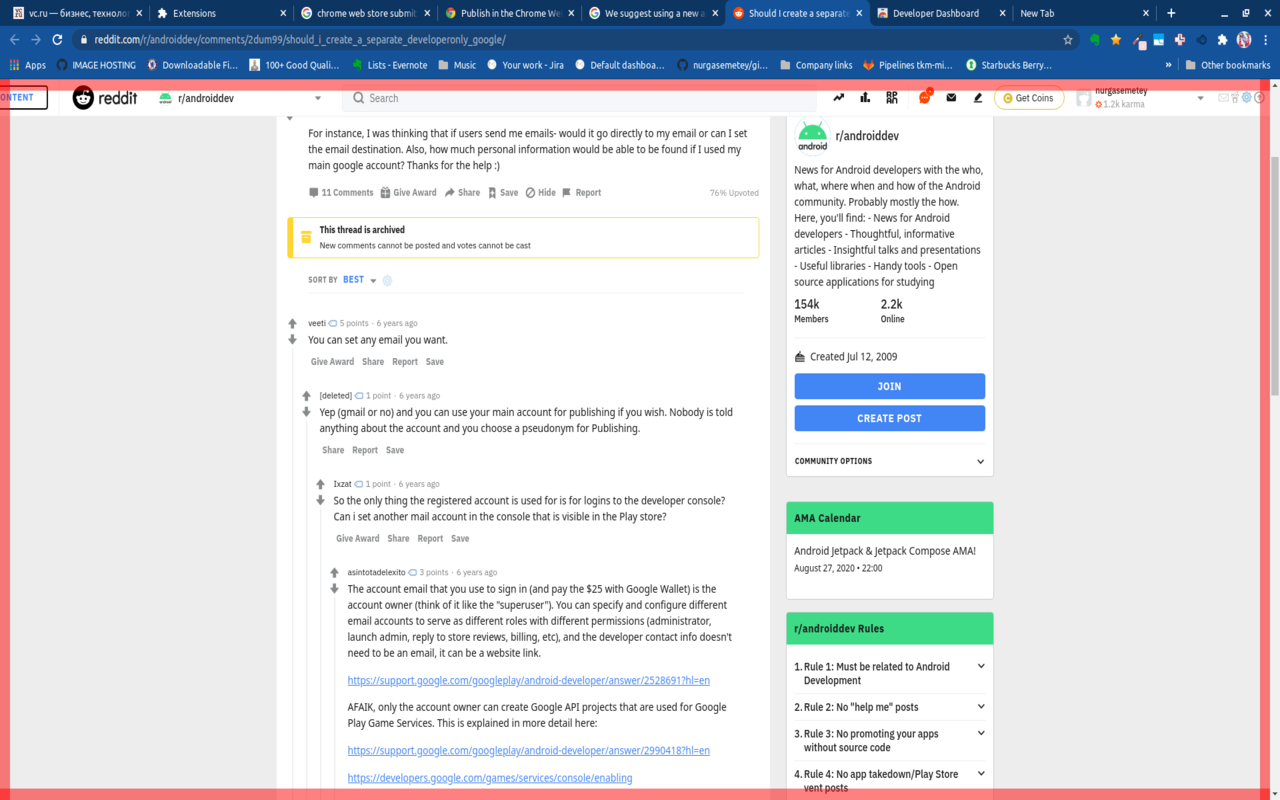 vc.ru — бизнес, техноло
Extensions
chrome web store submit
Publish in the Chrome We
We suggest using a new a
Should I create a separate
Developer Dashboard
New Tab
reddit.com/r/androiddev/comments/2dum99/should_i_create_a_separate_developeronly_google/
Apps
IMAGE HOSTING
Downloadable Fi...
100+ Good Quali...
Lists - Evernote
Music
Your work - Jira
Default dashboa...
nurgasemetey/gi...
Company links
Pipelines tkm-mi...
Starbucks Berry...
»
Other bookmarks
ONTENT
reddit
r/androiddev
Search
Get Coins
nurgasemetey
1.2k karma
For instance, I was thinking that if users send me emails- would it go directly to my email or can I set
the email destination. Also, how much personal information would be able to be found if I used my
main google account? Thanks for the help :)
11 Comments Give Award Share Save Hide Report
76% Upvoted
This thread is archived
New comments cannot be posted and votes cannot be cast
SORT BY BEST
veeti 5 points · 6 years ago
You can set any email you want.
Give Award Share Report Save
[deleted] 1 point · 6 years ago
Yep (gmail or no) and you can use your main account for publishing if you wish. Nobody is told
anything about the account and you choose a pseudonym for Publishing.
Share Report Save
Ixzat 1 point · 6 years ago
So the only thing the registered account is used for is for logins to the developer console?
Can i set another mail account in the console that is visible in the Play store?
Give Award Share Report Save
asintotadelexito 3 points · 6 years ago
The account email that you use to sign in (and pay the $25 with Google Wallet) is the
account owner (think of it like the "superuser"). You can specify and configure different
email accounts to serve as different roles with different permissions (administrator,
launch admin, reply to store reviews, billing, etc), and the developer contact info doesn't
need to be an email, it can be a website link.
https://support.google.com/googleplay/android-developer/answer/2528691?hl=en
AFAIK, only the account owner can create Google API projects that are used for Google
Play Game Services. This is explained in more detail here:
https://support.google.com/googleplay/android-developer/answer/2990418?hl=en
https://developers.google.com/games/services/console/enabling
android
r/androiddev
News for Android developers with the who,
what, where when and how of the Android
community. Probably mostly the how.
Here, you'll find: - News for Android
developers - Thoughtful, informative
articles - Insightful talks and presentations
- Useful libraries - Handy tools - Open
source applications for studying
154k
Members
2.2k
Online
Created Jul 12, 2009
JOIN
CREATE POST
COMMUNITY OPTIONS
AMA Calendar
Android Jetpack & Jetpack Compose AMA!
August 27, 2020 • 22:00
r/androiddev Rules
1. Rule 1: Must be related to Android
Development
2. Rule 2: No "help me" posts
3. Rule 3: No promoting your apps
without source code
4. Rule 4: No app takedown/Play Store
vent posts